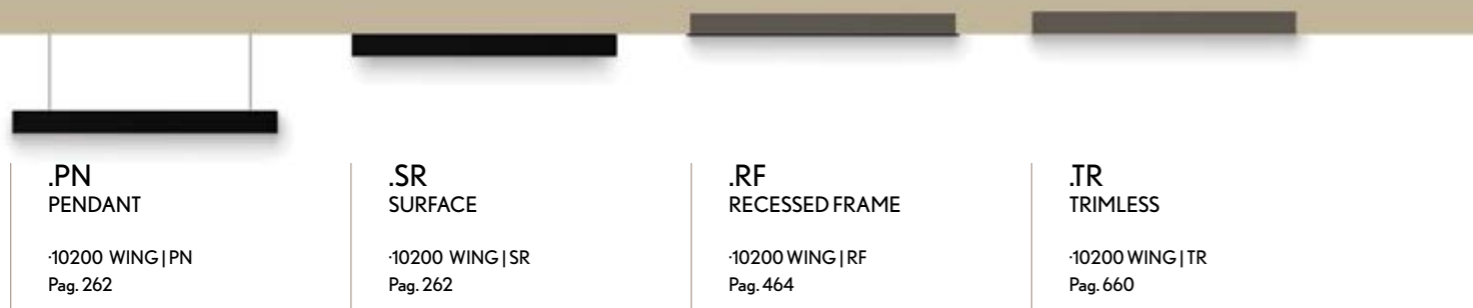 .PN
PENDANT
·10200 WING | PN
Pag. 262
.SR
SURFACE
·10200 WING | SR
Pag. 262
.RF
RECESSED FRAME
·10200 WING | RF
Pag. 464
.TR
TRIMLESS
·10200 WING | TR
Pag. 660